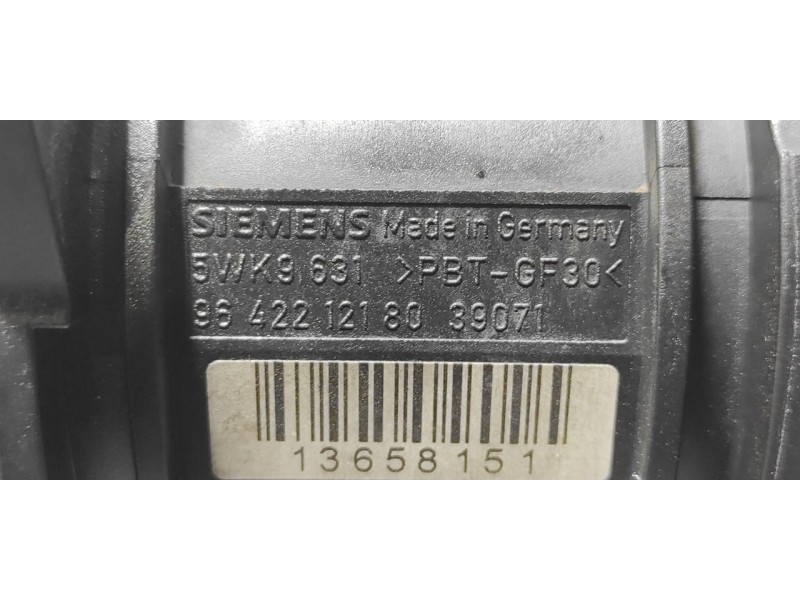 SIEMENS Made in Germany
5WK9 631 >PBT-GF30<
96 422 121 80 39071
13658151